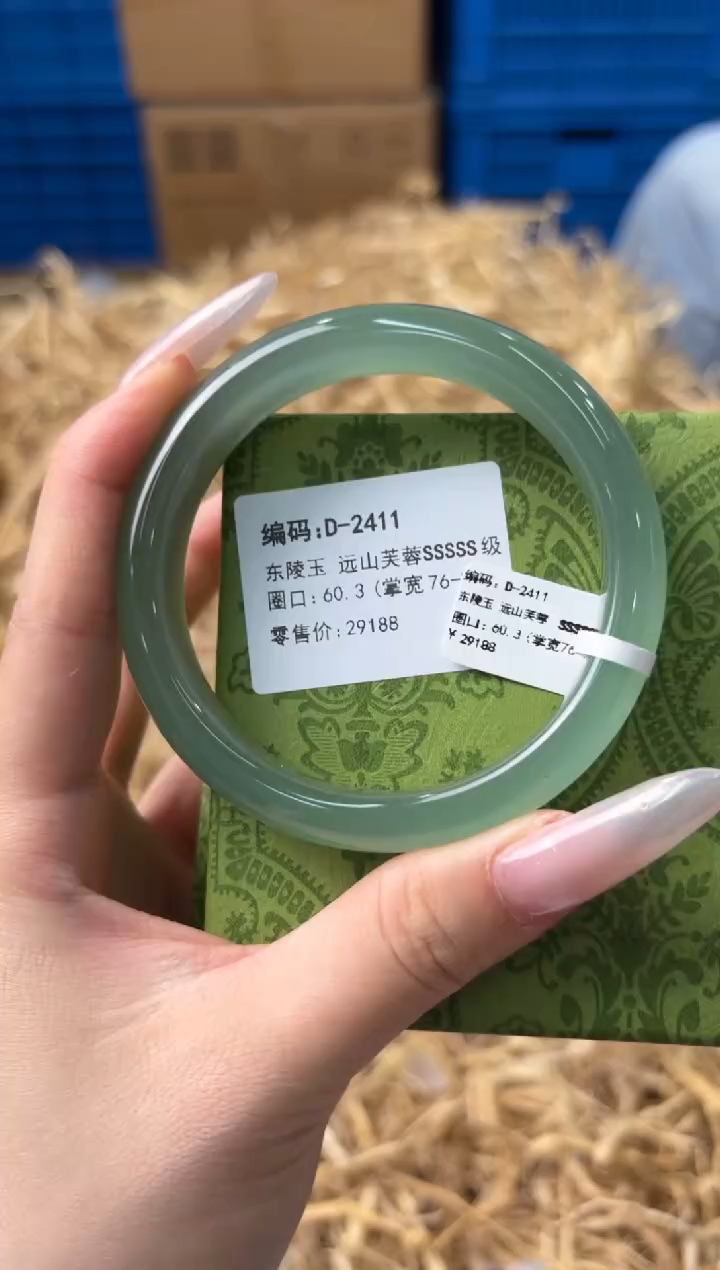 编码:D-2411
东陵玉 远山芙蓉SSSSS级
圈口:60.3(掌宽76-
零售价:29188
编码:D-2411
东陵玉 远山芙蓉 SSS
圈口:60.3(掌宽76-
¥29188